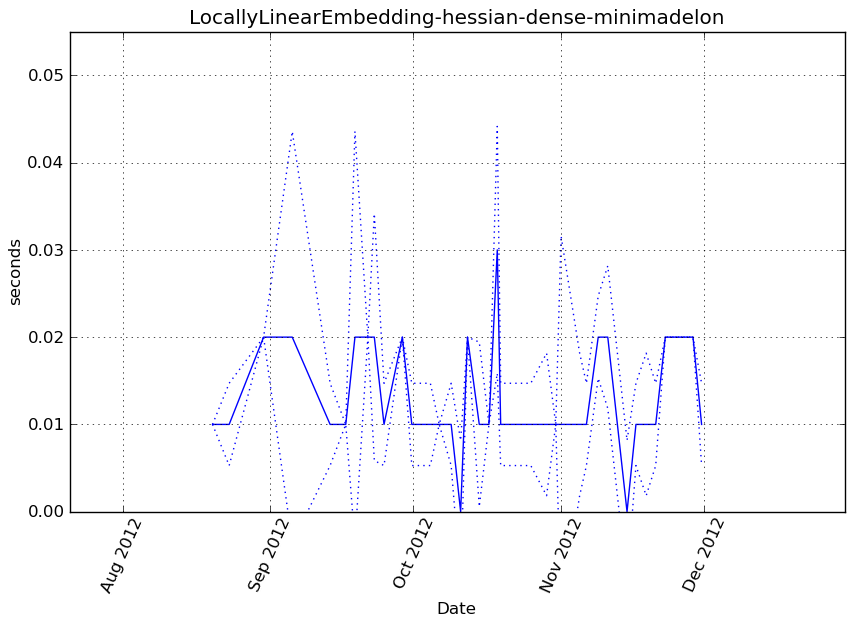 LocallyLinearEmbedding-hessian-dense-minimadelon
0.05
0.04
0.03
0.02
0.01
0.00
seconds
Aug 2012
Sep 2012
Oct 2012
Nov 2012
Dec 2012
Date